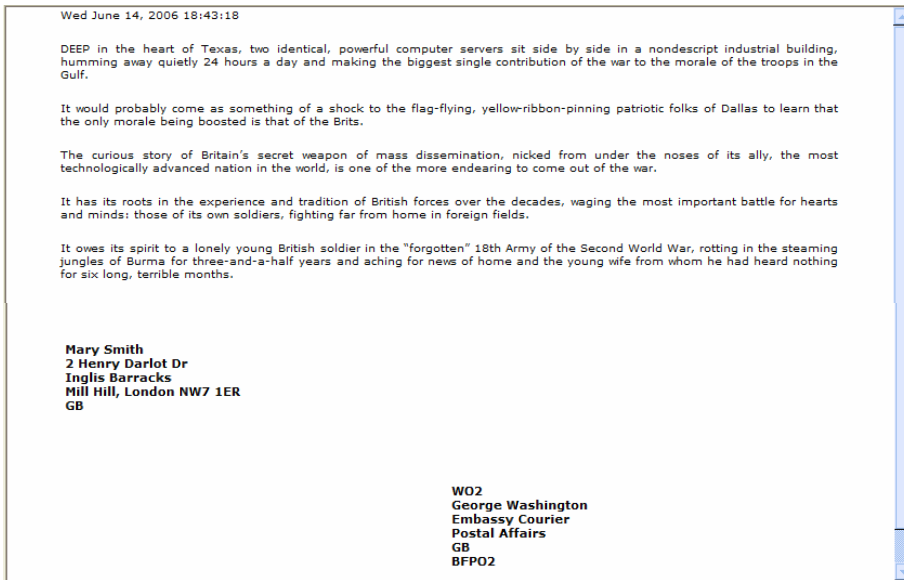 Wed June 14, 2006 18:43:18
DEEP in the heart of Texas, two identical, powerful computer servers sit side by side in a nondescript industrial building,
humming away quietly 24 hours a day and making the biggest single contribution of the war to the morale of the troops in the
Gulf.
It would probably come as something of a shock to the flag-flying, yellow-ribbon-pinning patriotic folks of Dallas to learn that
the only morale being boosted is that of the Brits.
The curious story of Britain’s secret weapon of mass dissemination, nicked from under the noses of its ally, the most
technologically advanced nation in the world, is one of the more endearing to come out of the war.
It has its roots in the experience and tradition of British forces over the decades, waging the most important battle for hearts
and minds: those of its own soldiers, fighting far from home in foreign fields.
It owes its spirit to a lonely young British soldier in the “forgotten” 18th Army of the Second World War, rotting in the steaming
jungles of Burma for three-and-a-half years and aching for news of home and the young wife from whom he had heard nothing
for six long, terrible months.
Mary Smith
2 Henry Darlot Dr
Inglis Barracks
Mill Hill, London NW7 1ER
GB
WO2
George Washington
Embassy Courier
Postal Affairs
GB
BFPO2